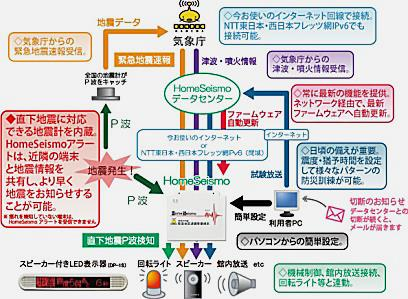 地震データ
◇今お使いのインターネット回線で接続。
NTT東日本・西日本フレッツ網IPv6でも
接続可能。
気象庁
◇気象庁からの
緊急地震速報受信。
緊急地震速報
津波・噴火情報
◇気象庁からの
津波・噴火情報受信。
全国の地震計が
P波をキャッチ
HomeSeismo
データセンター
◇常に最新の機能を提供。
ネットワーク経由で、最新
ファームウェアへ自動更新。
ファームウェア
自動更新
◆直下地震に対応
できる地震計を内蔵。
HomeSeismoアラー
トは、近隣の端末
と地震情報を
共有し、より早く
地震をお知らせする
ことが可能。
HomeSeismo アラートを受信できません
P波
今お使いのインターネット
or
NTT東日本・西日本フレッツ網IPv6（閉域）
インターネット
地震発生！
P波
HomeSeismo
試験放送
◇日頃の備えが重要。
震度・猶予時間を設定
して様々なパターンの
防災訓練が可能。
簡単設定
利用者PC
切断のお知らせ
データセンターとの
切断が続くと、
メールが届きます
直下地震P波検知
◇パソコンからの簡単設定。
スピーカー付きLED表示器
回転ライト スピーカー 館内放送 etc
◇機械制御、館内放送接続、
回転灯などと連動。